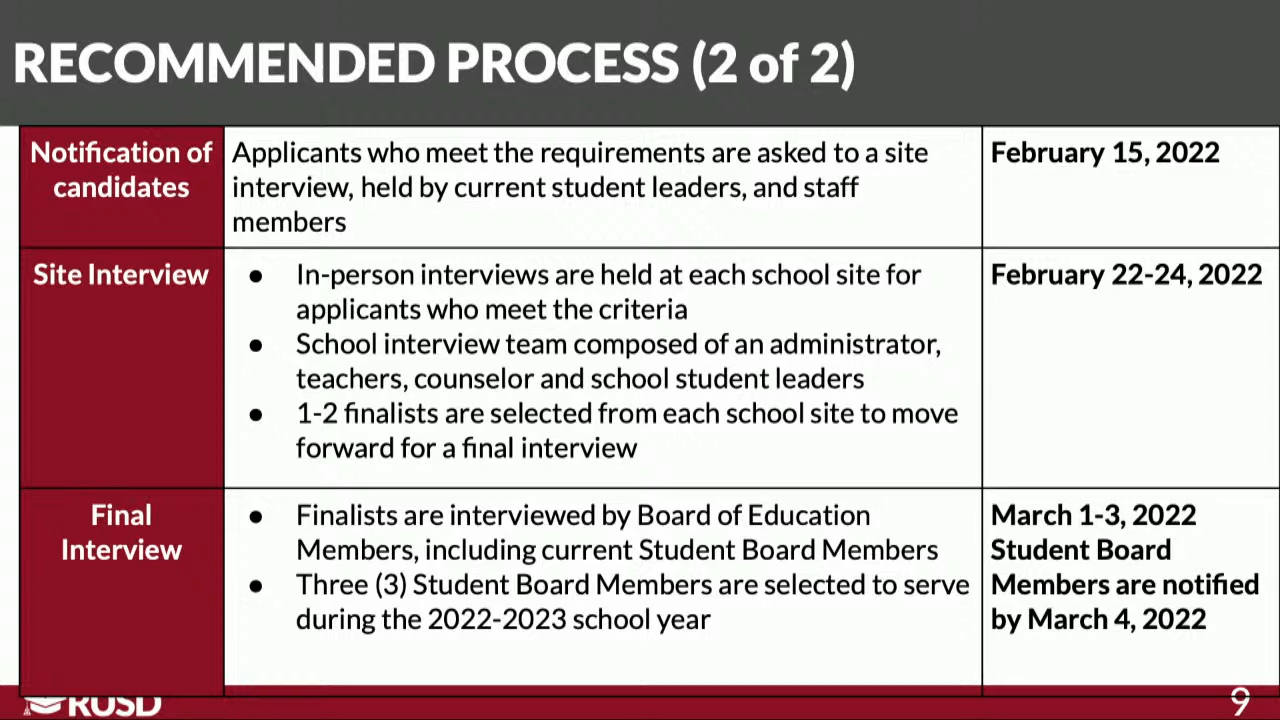 RECOMMENDED PROCESS (2 of 2)
Notification of
candidates
Applicants who meet the requirements are asked to a site
interview, held by current student leaders, and staff
members
February 15, 2022
Site Interview
● In-person interviews are held at each school site for
applicants who meet the criteria
● School interview team composed of an administrator,
teachers, counselor and school student leaders
● 1-2 finalists are selected from each school site to move
forward for a final interview
February 22-24, 2022
Final
Interview
● Finalists are interviewed by Board of Education
Members, including current Student Board Members
● Three (3) Student Board Members are selected to serve
during the 2022-2023 school year
March 1-3, 2022
Student Board
Members are notified
by March 4, 2022
RUSD
9